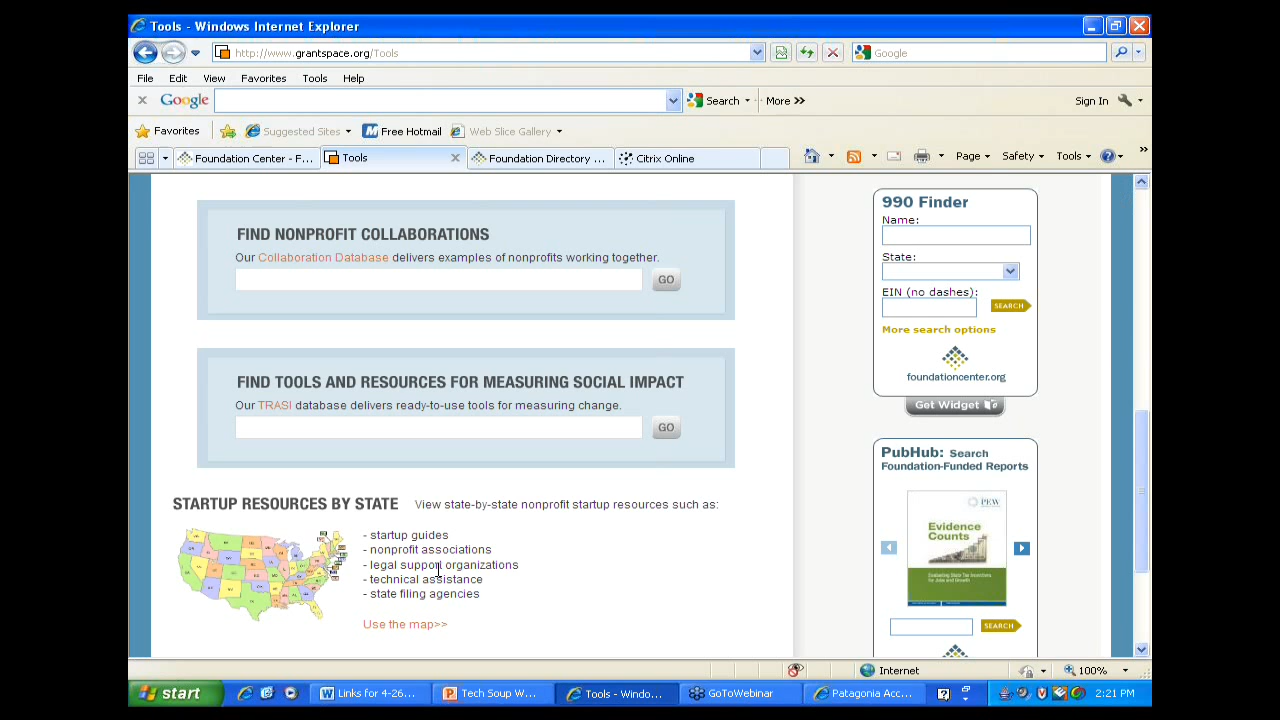 Tools - Windows Internet Explorer
http://www.grantspace.org/Tools
Google
File Edit View Favorites Tools Help
Google Search More >> Sign In
Favorites Suggested Sites Free Hotmail Web Slice Gallery
Foundation Center - F... Tools Foundation Directory ... Citrix Online Page Safety Tools
FIND NONPROFIT COLLABORATIONS
Our Collaboration Database delivers examples of nonprofits working together.
GO
FIND TOOLS AND RESOURCES FOR MEASURING SOCIAL IMPACT
Our TRASI database delivers ready-to-use tools for measuring change.
GO
STARTUP RESOURCES BY STATE View state-by-state nonprofit startup resources such as:
- startup guides
- nonprofit associations
- legal support organizations
- technical assistance
- state filing agencies
Use the map>>
990 Finder
Name:
State:
EIN (no dashes):
SEARCH
More search options
foundationcenter.org
Get Widget
PubHub: Search
Foundation-Funded Reports
PEW
Evidence
Counts
SEARCH
Internet 100%
start Links for 4-26... Tech Soup W... Tools - Windo... GoToWebinar Patagonia Acc... 2:21 PM